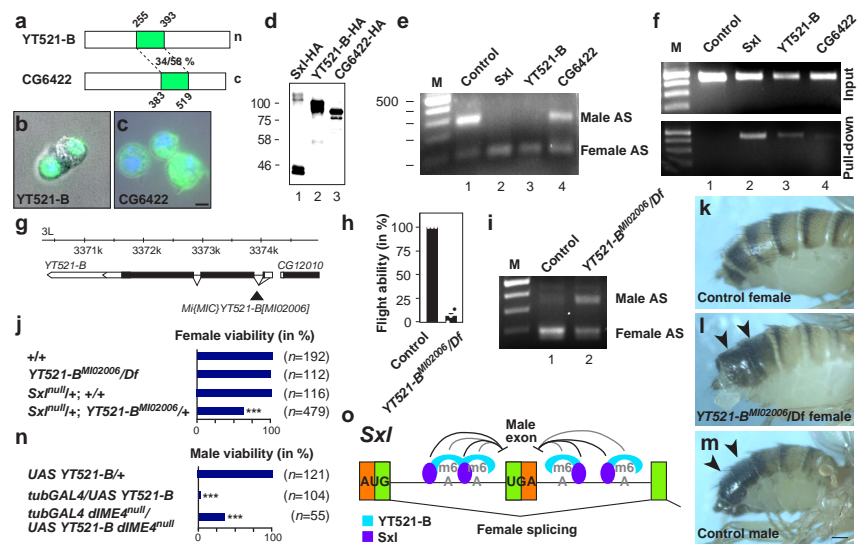 a
255 393
YT521-B n
34/56 %
CG6422 c
383 519
b
YT521-B
c
CG6422
d
Sxl-HA
YT521-B-HA
CG6422-HA
100
75
58
46
1 2 3
e
M Control Sxl YT521-B CG6422
500
Male AS
Female AS
1 2 3 4
f
M Control Sxl YT521-B CG6422
Input
Pull-down
1 2 3 4
g
3L
3371k 3372k 3373k 3374k
YT521-B CG12010
Mi{MIC}YT521-B[MI02006]
h
Flight ability (in %)
100
75
50
25
0
Control
YT521-B^MI02006/Df
i
M Control YT521-B^MI02006/Df
Male AS
Female AS
1 2
j
Female viability (in %)
+/+ (n=192)
YT521-B^MI02006/Df (n=112)
Sxl^null/+; +/+ (n=116)
Sxl^null/+; YT521-B^MI02006/+ *** (n=479)
0 100
k
Control female
l
YT521-B^MI02006/Df female
m
Control male
n
Male viability (in %)
UAS YT521-B/+ (n=121)
tubGAL4/UAS YT521-B *** (n=104)
tubGAL4 dIME4^null/
UAS YT521-B dIME4^null *** (n=55)
0 100
o
Sxl
Male
exon
m6 m6 m6 m6
A A A A
AUG UGA
Female splicing
YT521-B
Sxl